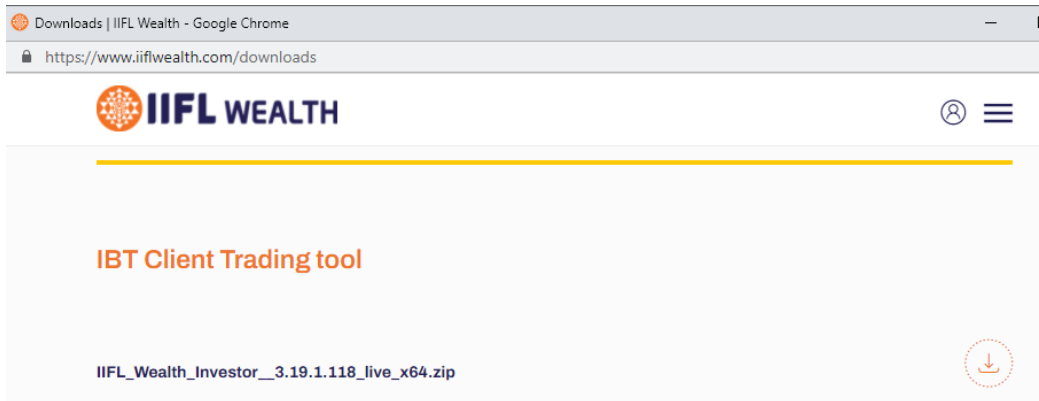 Downloads | IIFL Wealth - Google Chrome
https://www.iiflwealth.com/downloads
IIFL WEALTH
IBT Client Trading tool
IIFL_Wealth_Investor__3.19.1.118_live_x64.zip